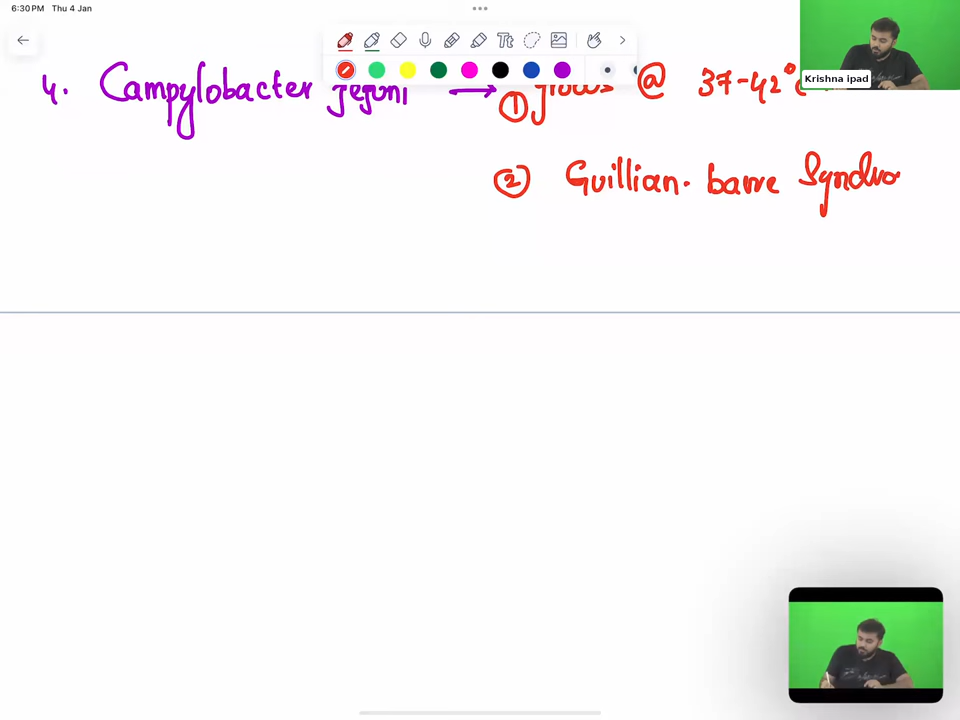 6:30 PM Thu 4 Jan
Tt
Krishna ipad
4. Campylobacter jejuni → ① grows @ 37-42°c
② Guillian. barre Syndro